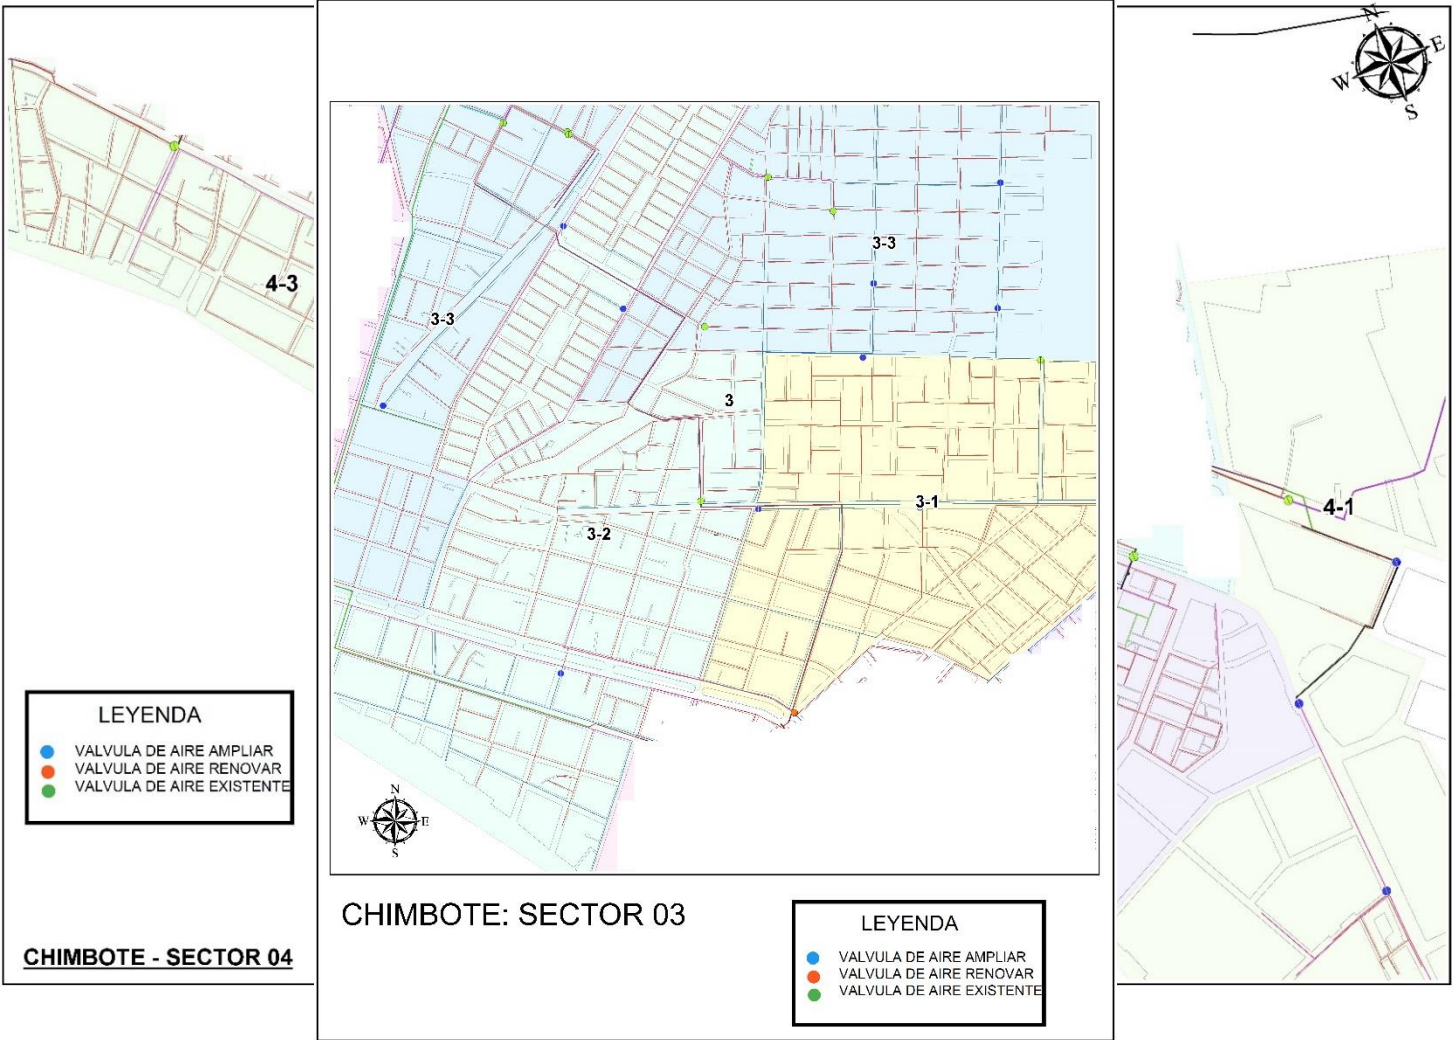 4-3
LEYENDA
VALVULA DE AIRE AMPLIAR
VALVULA DE AIRE RENOVAR
VALVULA DE AIRE EXISTENTE
CHIMBOTE - SECTOR 04
3-3
3-3
3
3-1
3-2
N
W E
S
CHIMBOTE: SECTOR 03
LEYENDA
VALVULA DE AIRE AMPLIAR
VALVULA DE AIRE RENOVAR
VALVULA DE AIRE EXISTENTE
N
E
W
S
4-1